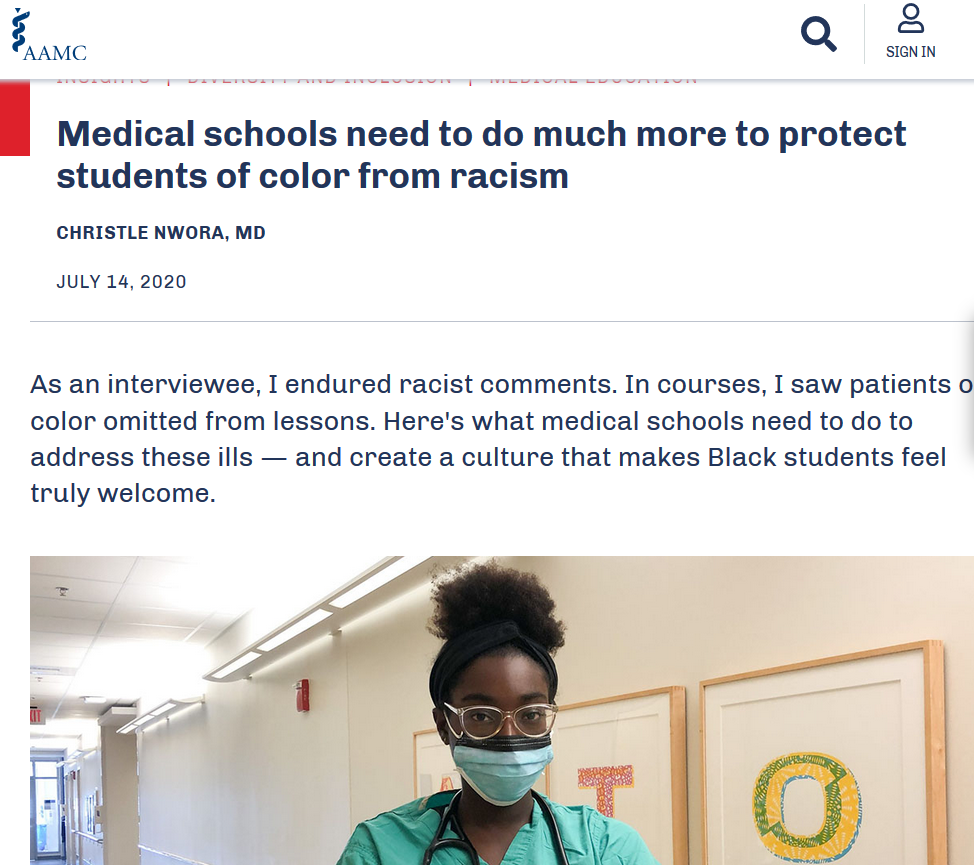 AAMC
SIGN IN
INSIGHTS | DIVERSITY AND INCLUSION | MEDICAL EDUCATION
Medical schools need to do much more to protect
students of color from racism
CHRISTLE NWORA, MD
JULY 14, 2020
As an interviewee, I endured racist comments. In courses, I saw patients o
color omitted from lessons. Here's what medical schools need to do to
address these ills — and create a culture that makes Black students feel
truly welcome.
A T O